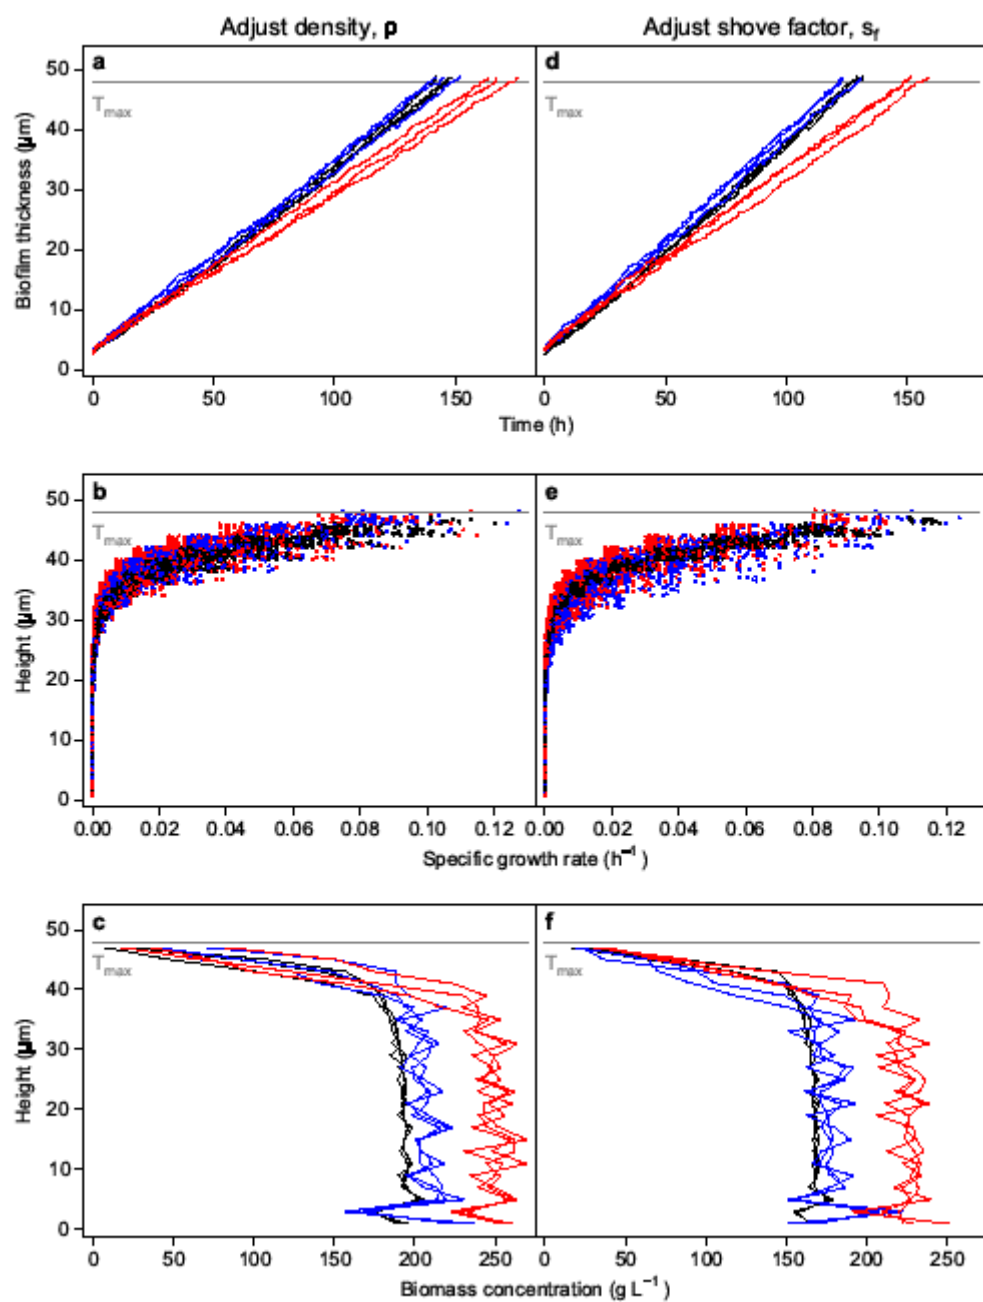 Adjust density, ρ
Adjust shove factor, sf
a
d
50
40
30
20
10
0
Tmax
Tmax
Biofilm thickness (μm)
0 50 100 150 0 50 100 150
Time (h)
b
e
50
40
30
20
10
0
Tmax
Tmax
Height (μm)
0.00 0.02 0.04 0.06 0.08 0.10 0.12 0.00 0.02 0.04 0.06 0.08 0.10 0.12
Specific growth rate (h⁻¹)
c
f
50
40
30
20
10
0
Tmax
Tmax
Height (μm)
0 50 100 150 200 250 0 50 100 150 200 250
Biomass concentration (g L⁻¹)